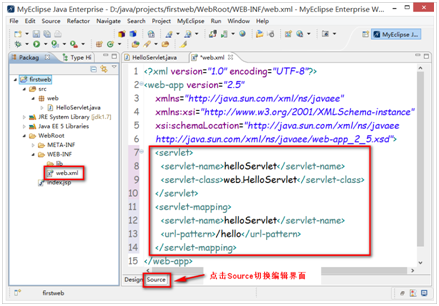 MyEclipse Java Enterprise - D:/java/projects/firstweb/WebRoot/WEB-INF/web.xml - MyEclipse
File Edit Source Navigate Search Project MyEclipse Run Window Help
MyEclipse J...
Packag
Type Hi
firstweb
src
web
HelloServlet.java
JRE System Library [jdk1.7]
Java EE 5 Libraries
WebRoot
META-INF
WEB-INF
lib
web.xml
index.jsp
HelloServlet.java
*web.xml
1 <?xml version="1.0" encoding="UTF-8"?>
2 <web-app version="2.5"
3 xmlns="http://java.sun.com/xml/ns/javaee"
4 xmlns:xsi="http://www.w3.org/2001/XMLSchema-instance"
5 xsi:schemaLocation="http://java.sun.com/xml/ns/javaee
6 http://java.sun.com/xml/ns/javaee/web-app_2_5.xsd">
7 <servlet>
8 <servlet-name>helloServlet</servlet-name>
9 <servlet-class>web.HelloServlet</servlet-class>
10 </servlet>
11 <servlet-mapping>
12 <servlet-name>helloServlet</servlet-name>
13 <url-pattern>/hello</url-pattern>
14 </servlet-mapping>
15 </web-app>
Design Source
点击Source切换编辑界面
firstweb